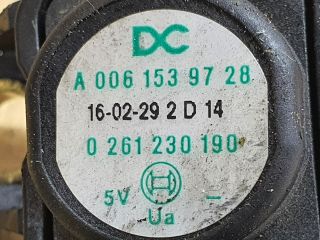 DC
A 006 153 97 28
16-02-29 2 D 14
0 261 230 190
5V –
Ua